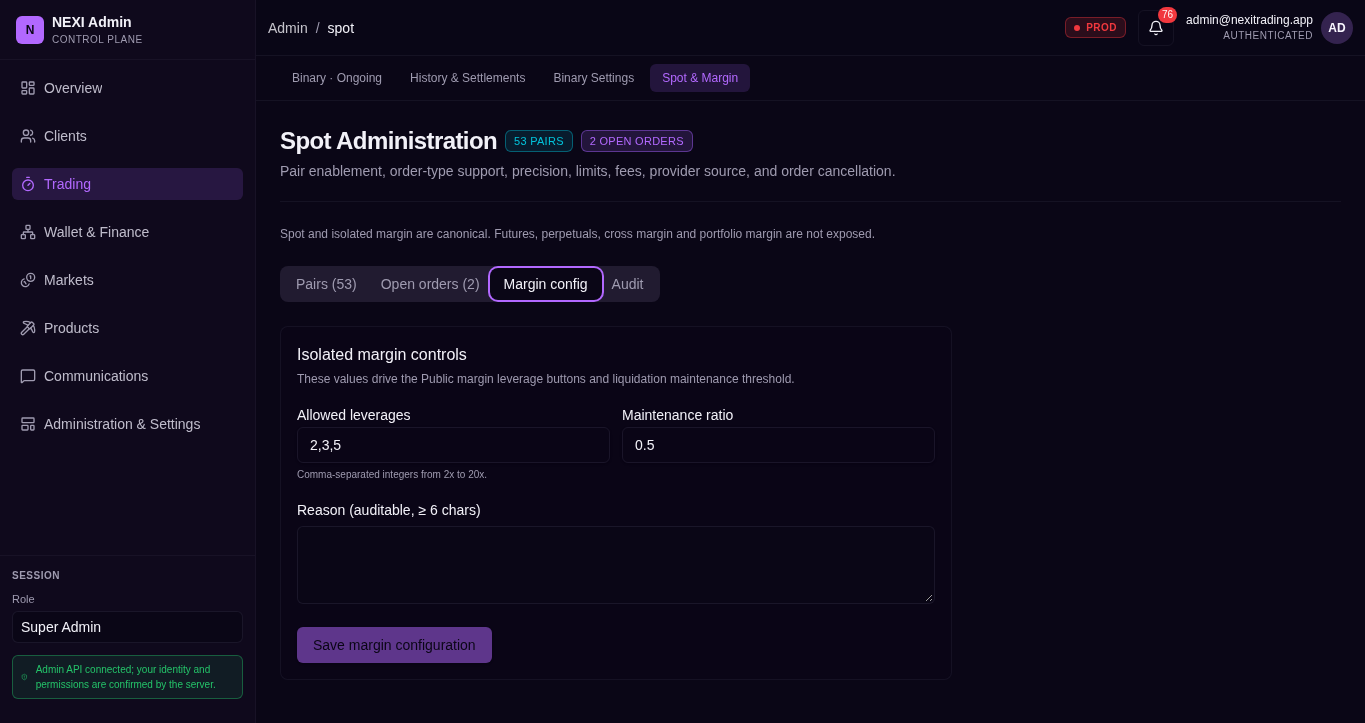 N
NEXI Admin
CONTROL PLANE
Overview
Clients
Trading
Wallet & Finance
Markets
Products
Communications
Administration & Settings
SESSION
Role
Super Admin
Admin API connected; your identity and
permissions are confirmed by the server.
Admin / spot
PROD
76
admin@nexitrading.app
AUTHENTICATED
AD
Binary · Ongoing
History & Settlements
Binary Settings
Spot & Margin
Spot Administration
53 PAIRS
2 OPEN ORDERS
Pair enablement, order-type support, precision, limits, fees, provider source, and order cancellation.
Spot and isolated margin are canonical. Futures, perpetuals, cross margin and portfolio margin are not exposed.
Pairs (53)
Open orders (2)
Margin config
Audit
Isolated margin controls
These values drive the Public margin leverage buttons and liquidation maintenance threshold.
Allowed leverages
Maintenance ratio
2,3,5
0.5
Comma-separated integers from 2x to 20x.
Reason (auditable, ≥ 6 chars)
Save margin configuration